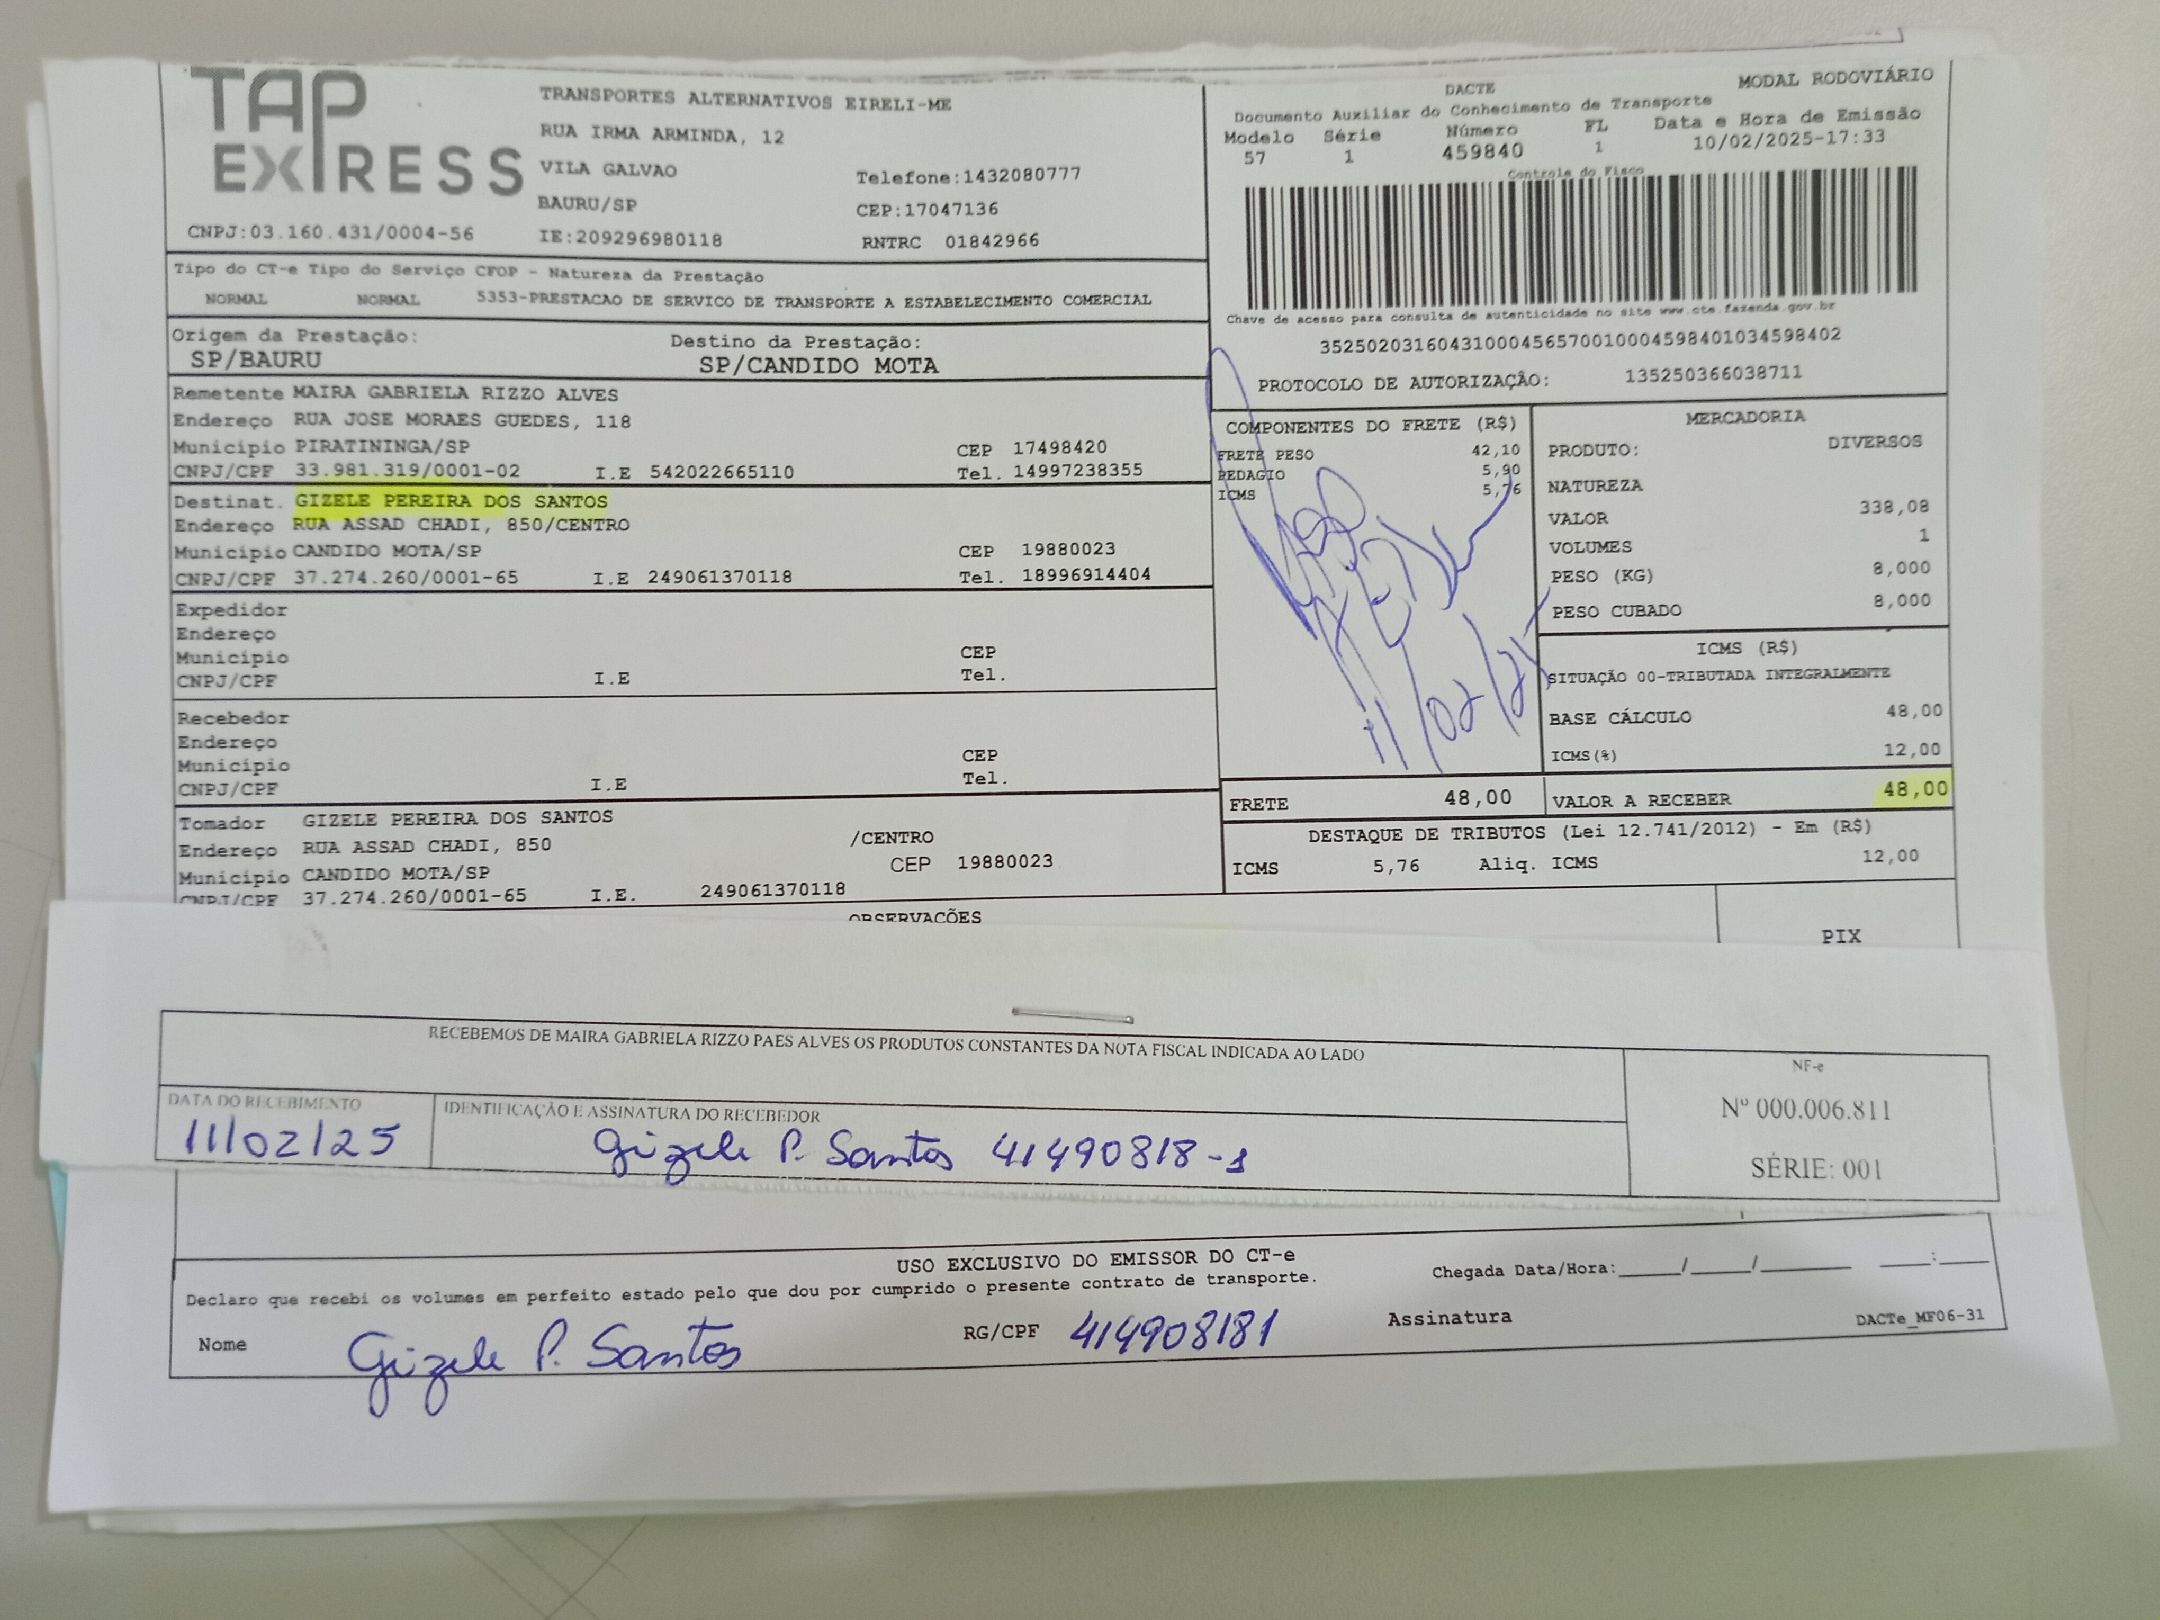 TAP EXPRESS
TRANSPORTES ALTERNATIVOS EIRELI-ME
RUA IRMA ARMINDA, 12
VILA GALVAO Telefone:1432080777
BAURU/SP CEP:17047136
CNPJ:03.160.431/0004-56 IE:209296980118 RNTRC 01842966
DACTE MODAL RODOVIÁRIO
Documento Auxiliar do Conhecimento de Transporte
Modelo Série Número FL Data e Hora de Emissão
57 1 459840 1 10/02/2025-17:33
Controle do Fisco
Chave de acesso para consulta de autenticidade no site www.cte.fazenda.gov.br
35250203160431000456570010004598401034598402
PROTOCOLO DE AUTORIZAÇÃO: 135250366038711
Tipo do CT-e Tipo do Serviço CFOP - Natureza da Prestação
NORMAL NORMAL 5353-PRESTACAO DE SERVICO DE TRANSPORTE A ESTABELECIMENTO COMERCIAL
Origem da Prestação: Destino da Prestação:
SP/BAURU SP/CANDIDO MOTA
Remetente MAIRA GABRIELA RIZZO ALVES
Endereço RUA JOSE MORAES GUEDES, 118
Município PIRATININGA/SP CEP 17498420
CNPJ/CPF 33.981.319/0001-02 I.E 542022665110 Tel. 14997238355
Destinat. GIZELE PEREIRA DOS SANTOS
Endereço RUA ASSAD CHADI, 850/CENTRO
Município CANDIDO MOTA/SP CEP 19880023
CNPJ/CPF 37.274.260/0001-65 I.E 249061370118 Tel. 18996914404
Expedidor
Endereço
Município CEP
CNPJ/CPF I.E Tel.
Recebedor
Endereço
Município CEP
CNPJ/CPF I.E Tel.
Tomador GIZELE PEREIRA DOS SANTOS
Endereço RUA ASSAD CHADI, 850 /CENTRO
Município CANDIDO MOTA/SP CEP 19880023
CNPJ/CPF 37.274.260/0001-65 I.E. 249061370118
COMPONENTES DO FRETE (R$)
FRETE PESO 42,10
PEDAGIO 5,90
ICMS 5,76
11/02/25
MERCADORIA
PRODUTO: DIVERSOS
NATUREZA
VALOR 338,08
VOLUMES 1
PESO (KG) 8,000
PESO CUBADO 8,000
ICMS (R$)
SITUAÇÃO 00-TRIBUTADA INTEGRALMENTE
BASE CÁLCULO 48,00
ICMS(%) 12,00
FRETE 48,00 VALOR A RECEBER 48,00
DESTAQUE DE TRIBUTOS (Lei 12.741/2012) - Em (R$)
ICMS 5,76 Aliq. ICMS 12,00
OBSERVAÇÕES
PIX
RECEBEMOS DE MAIRA GABRIELA RIZZO PAES ALVES OS PRODUTOS CONSTANTES DA NOTA FISCAL INDICADA AO LADO
DATA DO RECEBIMENTO IDENTIFICAÇÃO E ASSINATURA DO RECEBEDOR
11/02/25 Gizele P. Santos 41490818-1
NF-e
Nº 000.006.811
SÉRIE: 001
USO EXCLUSIVO DO EMISSOR DO CT-e
Declaro que recebi os volumes em perfeito estado pelo que dou por cumprido o presente contrato de transporte. Chegada Data/Hora:_____/_____/________ ____:____
Nome Gizele P. Santos RG/CPF 414908181 Assinatura
DACTe_MF06-31